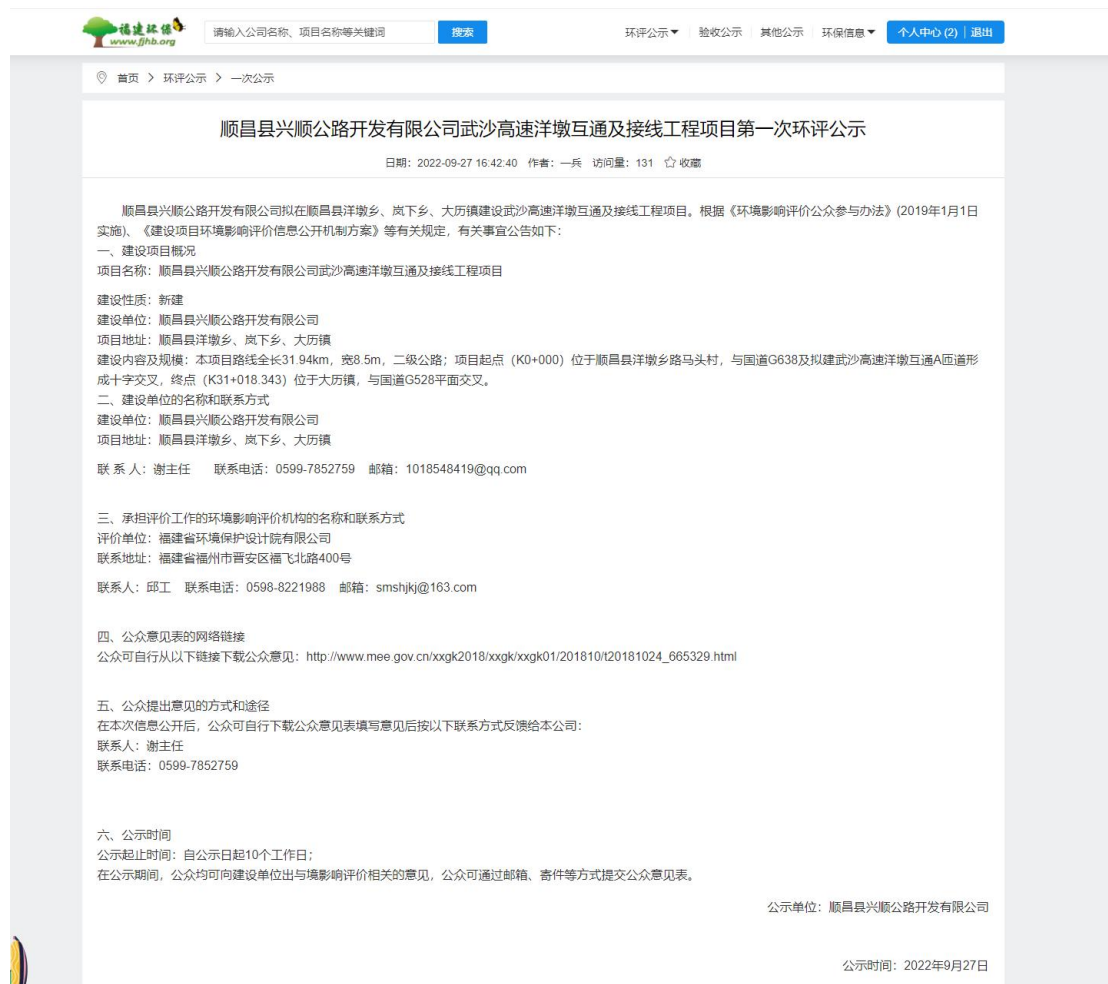 福建环保
www.fjhb.org
请输入公司名称、项目名称等关键词
搜索
环评公示
验收公示
其他公示
环保信息
个人中心 (2) | 退出
首页 > 环评公示 > 一次公示
顺昌县兴顺公路开发有限公司武沙高速洋墩互通及接线工程项目第一次环评公示
日期：2022-09-27 16:42:40 作者：一兵 访问量：131 收藏
顺昌县兴顺公路开发有限公司拟在顺昌县洋墩乡、岚下乡、大历镇建设武沙高速洋墩互通及接线工程项目。根据《环境影响评价公众参与办法》(2019年1月1日
实施)、《建设项目环境影响评价信息公开机制方案》等有关规定，有关事宜公告如下：
一、建设项目概况
项目名称：顺昌县兴顺公路开发有限公司武沙高速洋墩互通及接线工程项目
建设性质：新建
建设单位：顺昌县兴顺公路开发有限公司
项目地址：顺昌县洋墩乡、岚下乡、大历镇
建设内容及规模：本项目路线全长31.94km，宽8.5m，二级公路；项目起点（K0+000）位于顺昌县洋墩乡路马头村，与国道G638及拟建武沙高速洋墩互通A匝道形
成十字交叉，终点（K31+018.343）位于大历镇，与国道G528平面交叉。
二、建设单位的名称和联系方式
建设单位：顺昌县兴顺公路开发有限公司
项目地址：顺昌县洋墩乡、岚下乡、大历镇
联 系 人：谢主任 联系电话：0599-7852759 邮箱：1018548419@qq.com
三、承担评价工作的环境影响评价机构的名称和联系方式
评价单位：福建省环境保护设计院有限公司
联系地址：福建省福州市晋安区福飞北路400号
联系人：邱工 联系电话：0598-8221988 邮箱：smshjkj@163.com
四、公众意见表的网络链接
公众可自行从以下链接下载公众意见：http://www.mee.gov.cn/xxgk2018/xxgk/xxgk01/201810/t20181024_665329.html
五、公众提出意见的方式和途径
在本次信息公开后，公众可自行下载公众意见表填写意见后按以下联系方式反馈给本公司：
联系人：谢主任
联系电话：0599-7852759
六、公示时间
公示起止时间：自公示日起10个工作日；
在公示期间，公众均可向建设单位出与境影响评价相关的意见，公众可通过邮箱、寄件等方式提交公众意见表。
公示单位：顺昌县兴顺公路开发有限公司
公示时间：2022年9月27日